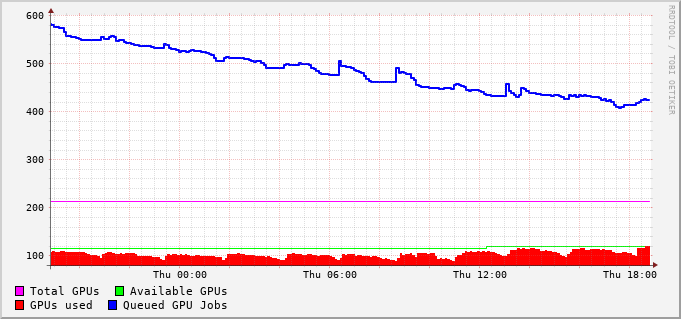 600
500
400
300
200
100
Thu 00:00 Thu 06:00 Thu 12:00 Thu 18:00
Total GPUs Available GPUs
GPUs used Queued GPU Jobs
RRDTOOL / TOBI OETIKER